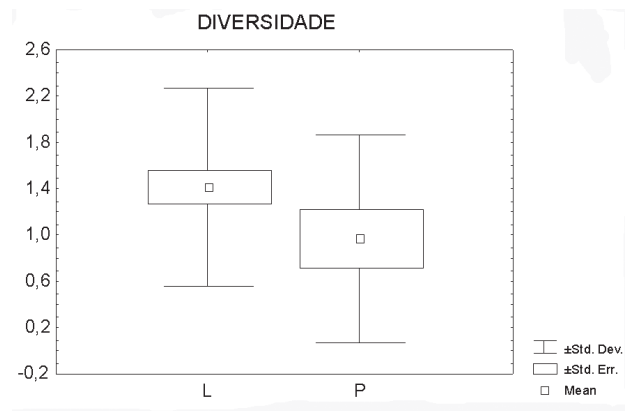 DIVERSIDADE
2,6
2,2
1,8
1,4
1,0
0,6
0,2
-0,2
L P
±Std. Dev.
±Std. Err.
Mean